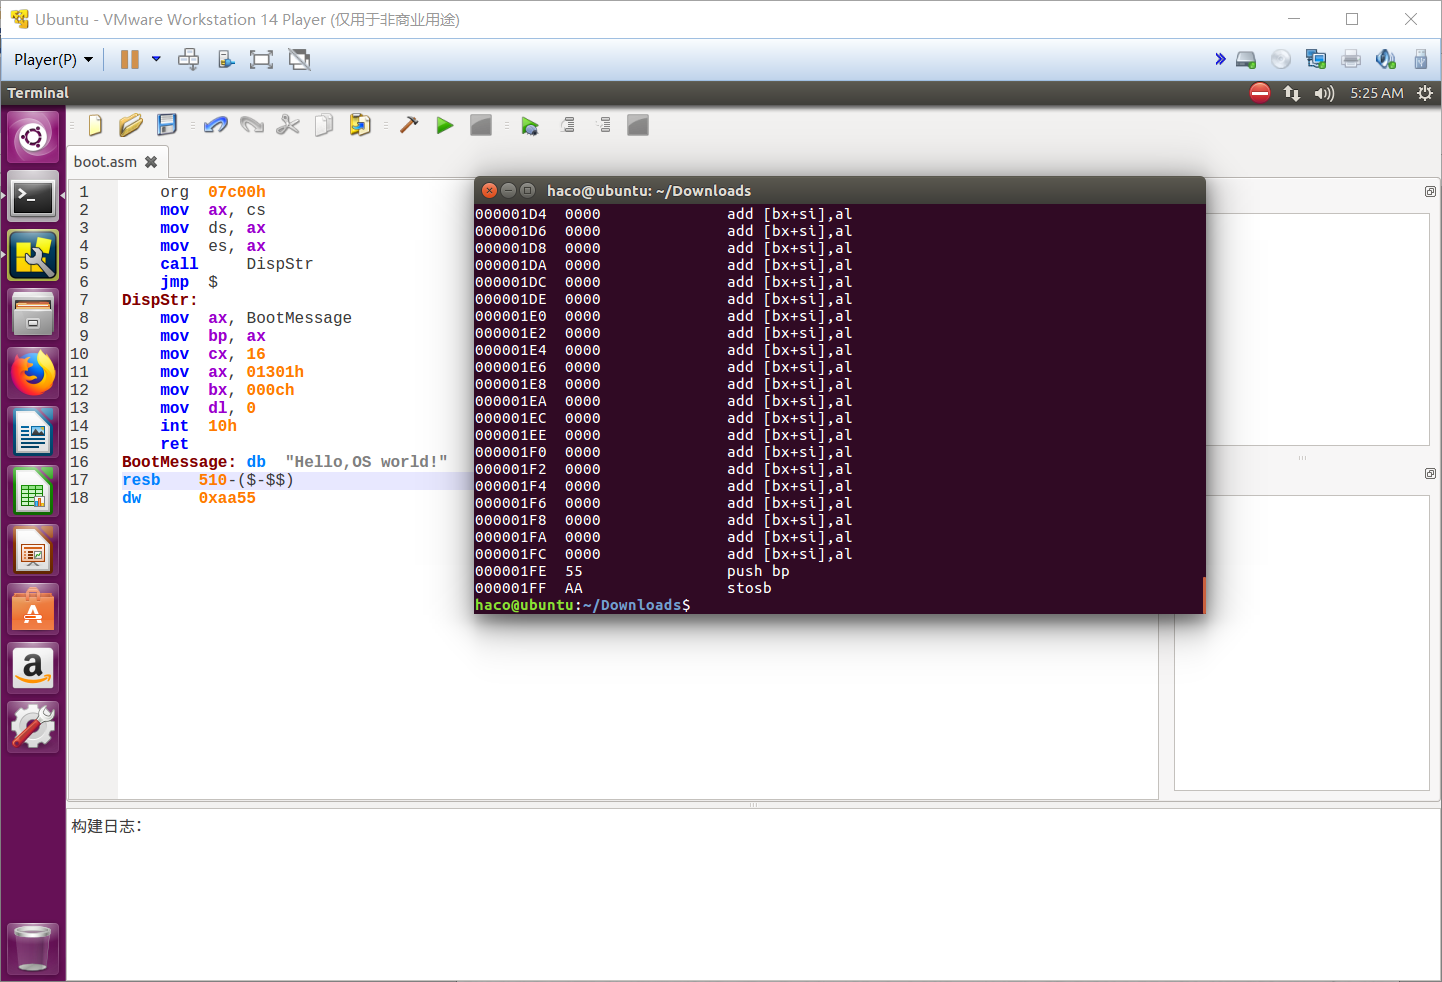 Ubuntu - VMware Workstation 14 Player (仅用于非商业用途)
Player(P)
Terminal
5:25 AM
boot.asm
1 org 07c00h
2 mov ax, cs
3 mov ds, ax
4 mov es, ax
5 call DispStr
6 jmp $
7 DispStr:
8 mov ax, BootMessage
9 mov bp, ax
10 mov cx, 16
11 mov ax, 01301h
12 mov bx, 000ch
13 mov dl, 0
14 int 10h
15 ret
16 BootMessage: db "Hello,OS world!"
17 resb 510-($-$$)
18 dw 0xaa55
haco@ubuntu: ~/Downloads
000001D4 0000 add [bx+si],al
000001D6 0000 add [bx+si],al
000001D8 0000 add [bx+si],al
000001DA 0000 add [bx+si],al
000001DC 0000 add [bx+si],al
000001DE 0000 add [bx+si],al
000001E0 0000 add [bx+si],al
000001E2 0000 add [bx+si],al
000001E4 0000 add [bx+si],al
000001E6 0000 add [bx+si],al
000001E8 0000 add [bx+si],al
000001EA 0000 add [bx+si],al
000001EC 0000 add [bx+si],al
000001EE 0000 add [bx+si],al
000001F0 0000 add [bx+si],al
000001F2 0000 add [bx+si],al
000001F4 0000 add [bx+si],al
000001F6 0000 add [bx+si],al
000001F8 0000 add [bx+si],al
000001FA 0000 add [bx+si],al
000001FC 0000 add [bx+si],al
000001FE 55 push bp
000001FF AA stosb
haco@ubuntu:~/Downloads$
构建日志：